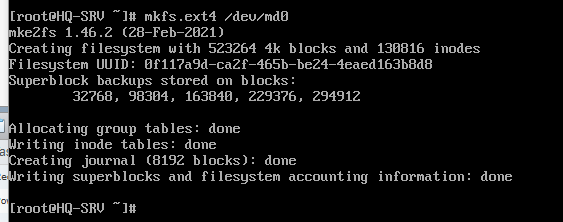 [root@HQ-SRV ~]# mkfs.ext4 /dev/md0
mke2fs 1.46.2 (28-Feb-2021)
Creating filesystem with 523264 4k blocks and 130816 inodes
Filesystem UUID: 0f117a9d-ca2f-465b-be24-4eaed163b8d8
Superblock backups stored on blocks:
        32768, 98304, 163840, 229376, 294912

Allocating group tables: done
Writing inode tables: done
Creating journal (8192 blocks): done
Writing superblocks and filesystem accounting information: done

[root@HQ-SRV ~]#